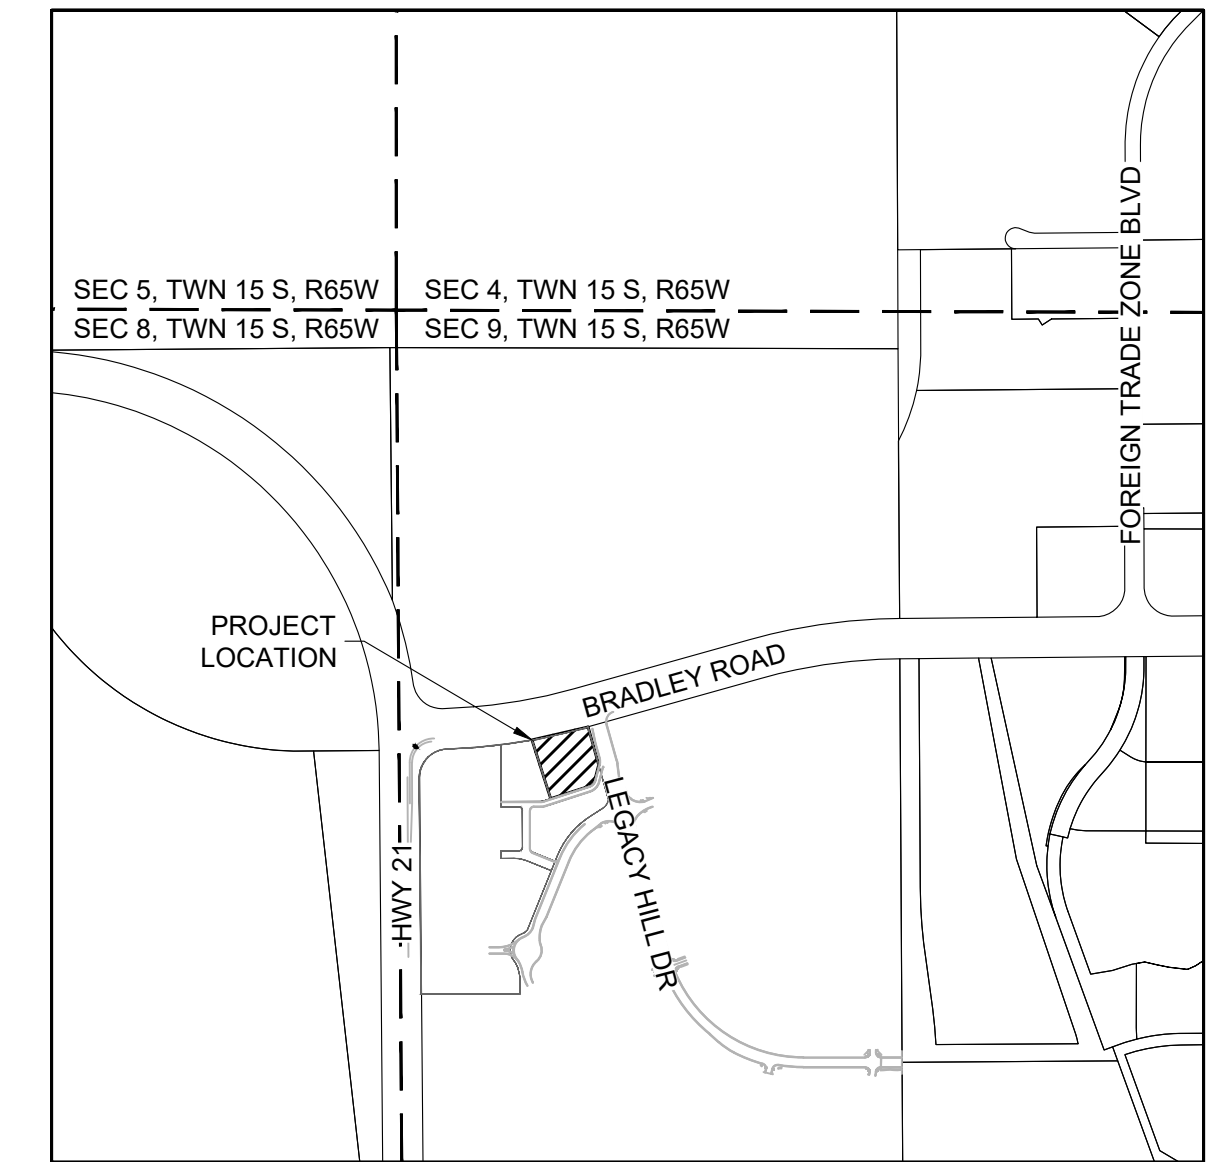 SEC 5, TWN 15 S, R65W
SEC 4, TWN 15 S, R65W
SEC 8, TWN 15 S, R65W
SEC 9, TWN 15 S, R65W
FOREIGN TRADE ZONE BLVD
PROJECT
LOCATION
BRADLEY ROAD
LEGACY HILL DR
HWY 21